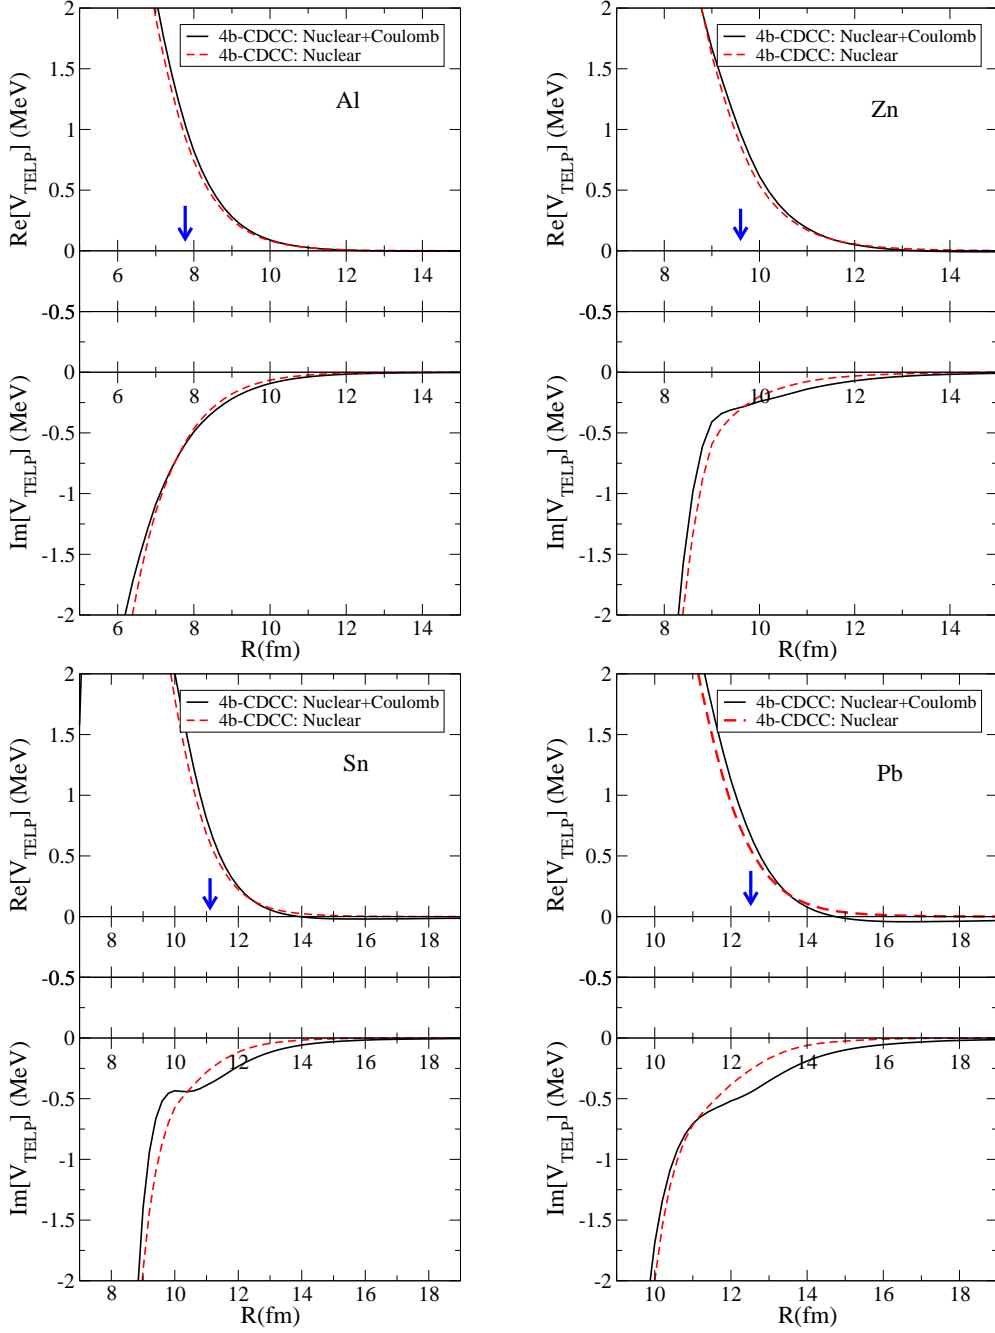 2
4b-CDCC: Nuclear+Coulomb
4b-CDCC: Nuclear
1.5
Al
1
0.5
0
Re[V_TELP] (MeV)
6 8 10 12 14
-0.5
0
6 8 10 12 14
-0.5
-1
-1.5
-2
Im[V_TELP] (MeV)
6 8 10 12 14
R(fm)
2
4b-CDCC: Nuclear+Coulomb
4b-CDCC: Nuclear
1.5
Zn
1
0.5
0
Re[V_TELP] (MeV)
8 10 12 14
-0.5
0
8 10 12 14
-0.5
-1
-1.5
-2
Im[V_TELP] (MeV)
8 10 12 14
R(fm)
2
4b-CDCC: Nuclear+Coulomb
4b-CDCC: Nuclear
1.5
Sn
1
0.5
0
Re[V_TELP] (MeV)
8 10 12 14 16 18
-0.5
0
8 10 12 14 16 18
-0.5
-1
-1.5
-2
Im[V_TELP] (MeV)
8 10 12 14 16 18
R(fm)
2
4b-CDCC: Nuclear+Coulomb
4b-CDCC: Nuclear
1.5
Pb
1
0.5
0
Re[V_TELP] (MeV)
10 12 14 16 18
-0.5
0
10 12 14 16 18
-0.5
-1
-1.5
-2
Im[V_TELP] (MeV)
10 12 14 16 18
R(fm)